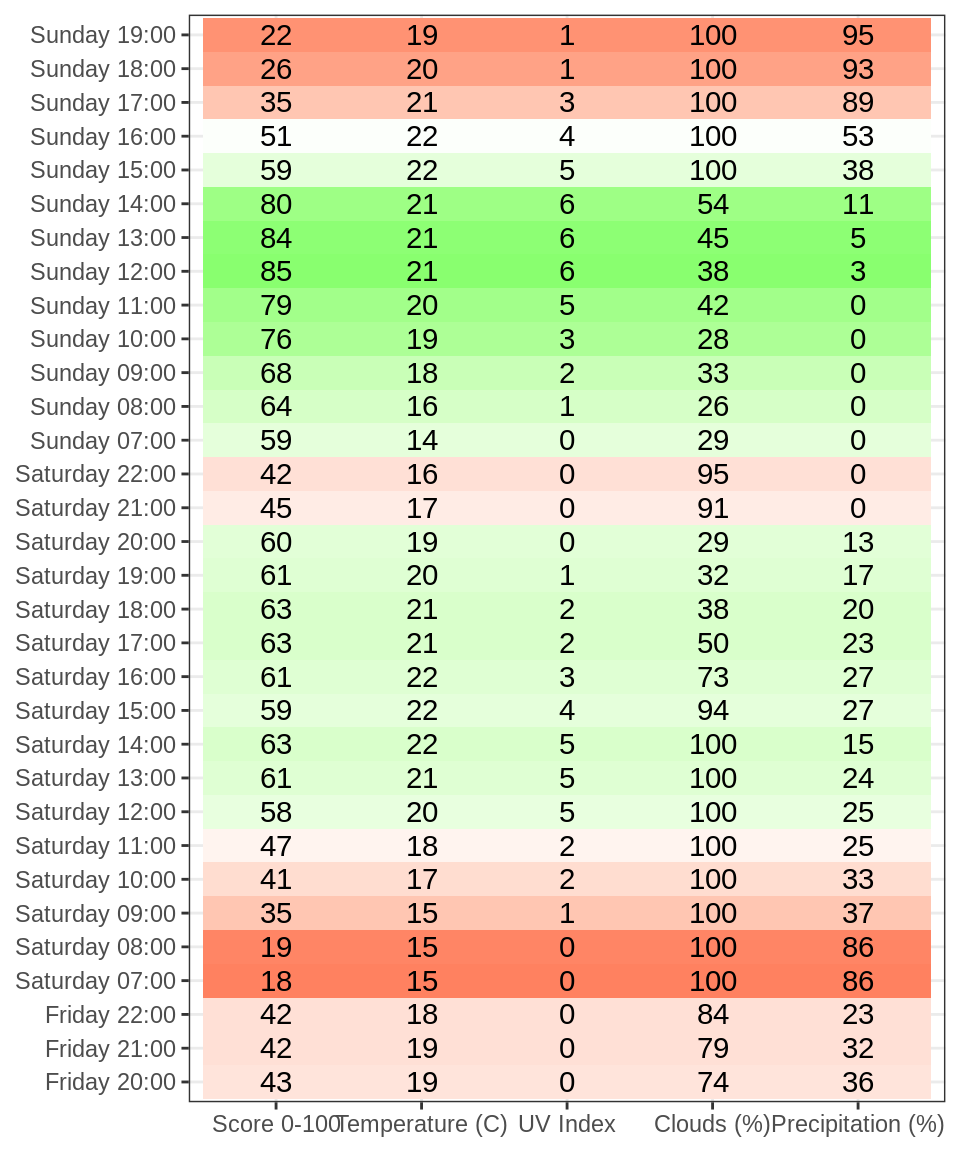 Sunday 19:00 22 19 1 100 95
Sunday 18:00 26 20 1 100 93
Sunday 17:00 35 21 3 100 89
Sunday 16:00 51 22 4 100 53
Sunday 15:00 59 22 5 100 38
Sunday 14:00 80 21 6 54 11
Sunday 13:00 84 21 6 45 5
Sunday 12:00 85 21 6 38 3
Sunday 11:00 79 20 5 42 0
Sunday 10:00 76 19 3 28 0
Sunday 09:00 68 18 2 33 0
Sunday 08:00 64 16 1 26 0
Sunday 07:00 59 14 0 29 0
Saturday 22:00 42 16 0 95 0
Saturday 21:00 45 17 0 91 0
Saturday 20:00 60 19 0 29 13
Saturday 19:00 61 20 1 32 17
Saturday 18:00 63 21 2 38 20
Saturday 17:00 63 21 2 50 23
Saturday 16:00 61 22 3 73 27
Saturday 15:00 59 22 4 94 27
Saturday 14:00 63 22 5 100 15
Saturday 13:00 61 21 5 100 24
Saturday 12:00 58 20 5 100 25
Saturday 11:00 47 18 2 100 25
Saturday 10:00 41 17 2 100 33
Saturday 09:00 35 15 1 100 37
Saturday 08:00 19 15 0 100 86
Saturday 07:00 18 15 0 100 86
Friday 22:00 42 18 0 84 23
Friday 21:00 42 19 0 79 32
Friday 20:00 43 19 0 74 36
Score 0-100 Temperature (C) UV Index Clouds (%) Precipitation (%)